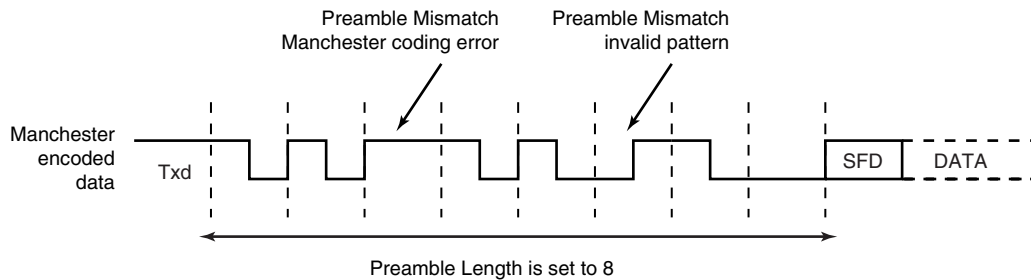 Preamble Mismatch
Manchester coding error
Preamble Mismatch
invalid pattern
Manchester
encoded
data
Txd
SFD
DATA
Preamble Length is set to 8